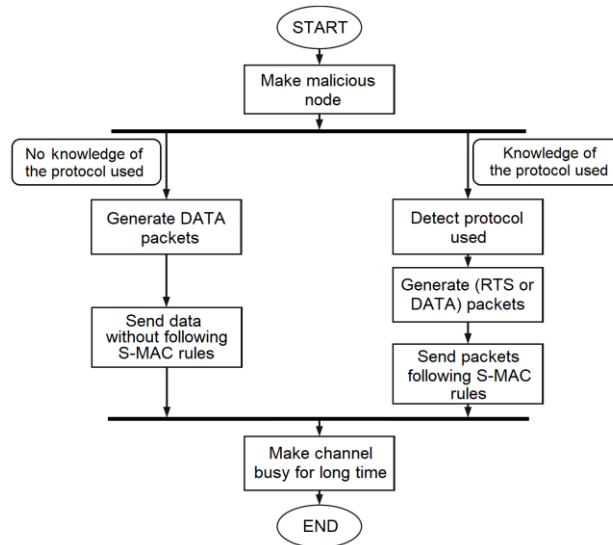 START
Make malicious
node
No knowledge of
the protocol used
Knowledge of
the protocol used
Generate DATA
packets
Detect protocol
used
Generate (RTS or
DATA) packets
Send data
without following
S-MAC rules
Send packets
following S-MAC
rules
Make channel
busy for long time
END